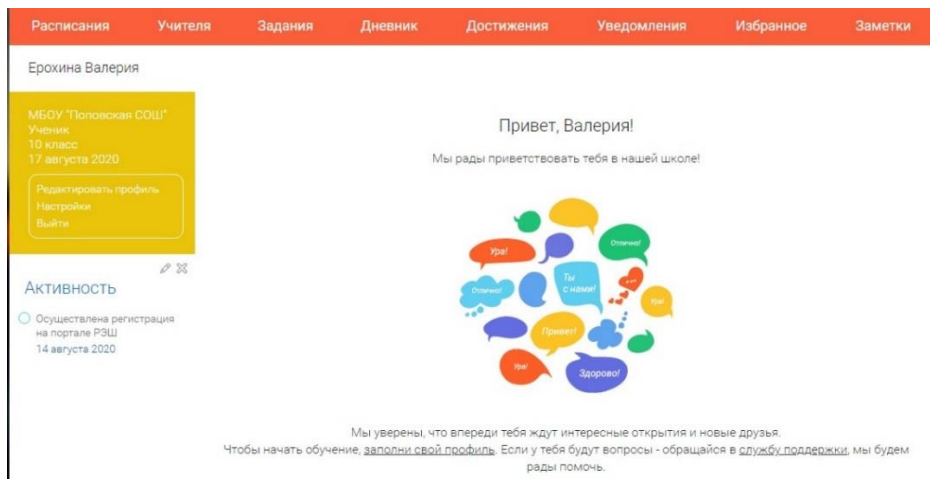 Расписания Учителя Задания Дневник Достижения Уведомления Избранное Заметки
Ерохина Валерия
МБОУ "Поповская СОШ"
Ученик
10 класс
17 августа 2020
Редактировать профиль
Настройки
Выйти
Активность
Осуществлена регистрация
на портале РЭШ
14 августа 2020
Привет, Валерия!
Мы рады приветствовать тебя в нашей школе!
Ура!
Отлично!
Отлично!
Ты
с нами!
Ура!
Привет!
Ура!
Здорово!
Мы уверены, что впереди тебя ждут интересные открытия и новые друзья.
Чтобы начать обучение, заполни свой профиль. Если у тебя будут вопросы - обращайся в службу поддержки, мы будем
рады помочь.